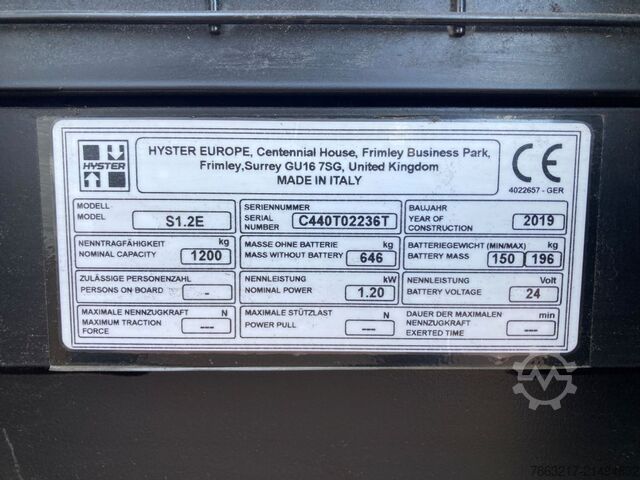 HYSTER
HYSTER EUROPE, Centennial House, Frimley Business Park,
Frimley,Surrey GU16 7SG, United Kingdom
MADE IN ITALY
CE
4022657 - GER
MODELL
MODEL
S1.2E
SERIENNUMMER
SERIAL
NUMBER
C440T02236T
BAUJAHR
YEAR OF
CONSTRUCTION
2019
NENNTRAGFÄHIGKEIT kg
NOMINAL CAPACITY 1200
MASSE OHNE BATTERIE kg
MASS WITHOUT BATTERY 646
BATTERIEGEWICHT (MIN/MAX) kg
BATTERY MASS 150 196
ZULÄSSIGE PERSONENZAHL
PERSONS ON BOARD -
NENNLEISTUNG kW
NOMINAL POWER 1.20
NENNLEISTUNG Volt
BATTERY VOLTAGE 24
MAXIMALE NENNZUGKRAFT N
MAXIMUM TRACTION
FORCE ---
MAXIMALE STÜTZLAST N
POWER PULL ---
DAUER DER MAXIMALEN min
NENNZUGKRAFT
EXERTED TIME ---